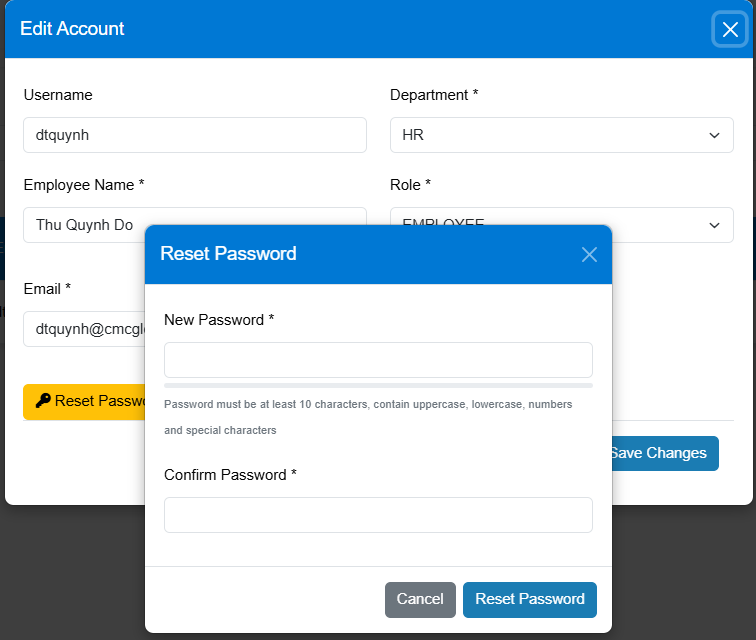 Edit Account
Username
Department *
dtquynh
HR
Employee Name *
Role *
Thu Quynh Do
EMPLOYEE
Reset Password
Email *
New Password *
dtquynh@cmcgl
Reset Passwo
Password must be at least 10 characters, contain uppercase, lowercase, numbers
and special characters
Save Changes
Confirm Password *
Cancel
Reset Password